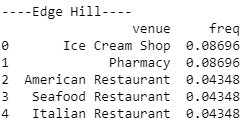 ----Edge Hill----
venue freq
0 Ice Cream Shop 0.08696
1 Pharmacy 0.08696
2 American Restaurant 0.04348
3 Seafood Restaurant 0.04348
4 Italian Restaurant 0.04348